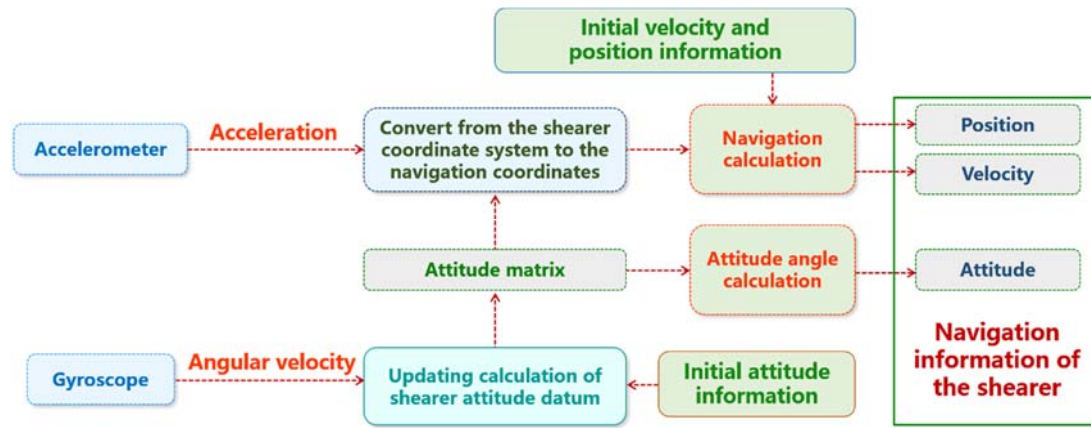 Initial velocity and
position information
Accelerometer
Acceleration
Convert from the shearer
coordinate system to the
navigation coordinates
Navigation
calculation
Position
Velocity
Attitude matrix
Attitude angle
calculation
Attitude
Gyroscope
Angular velocity
Updating calculation of
shearer attitude datum
Initial attitude
information
Navigation
information of
the shearer